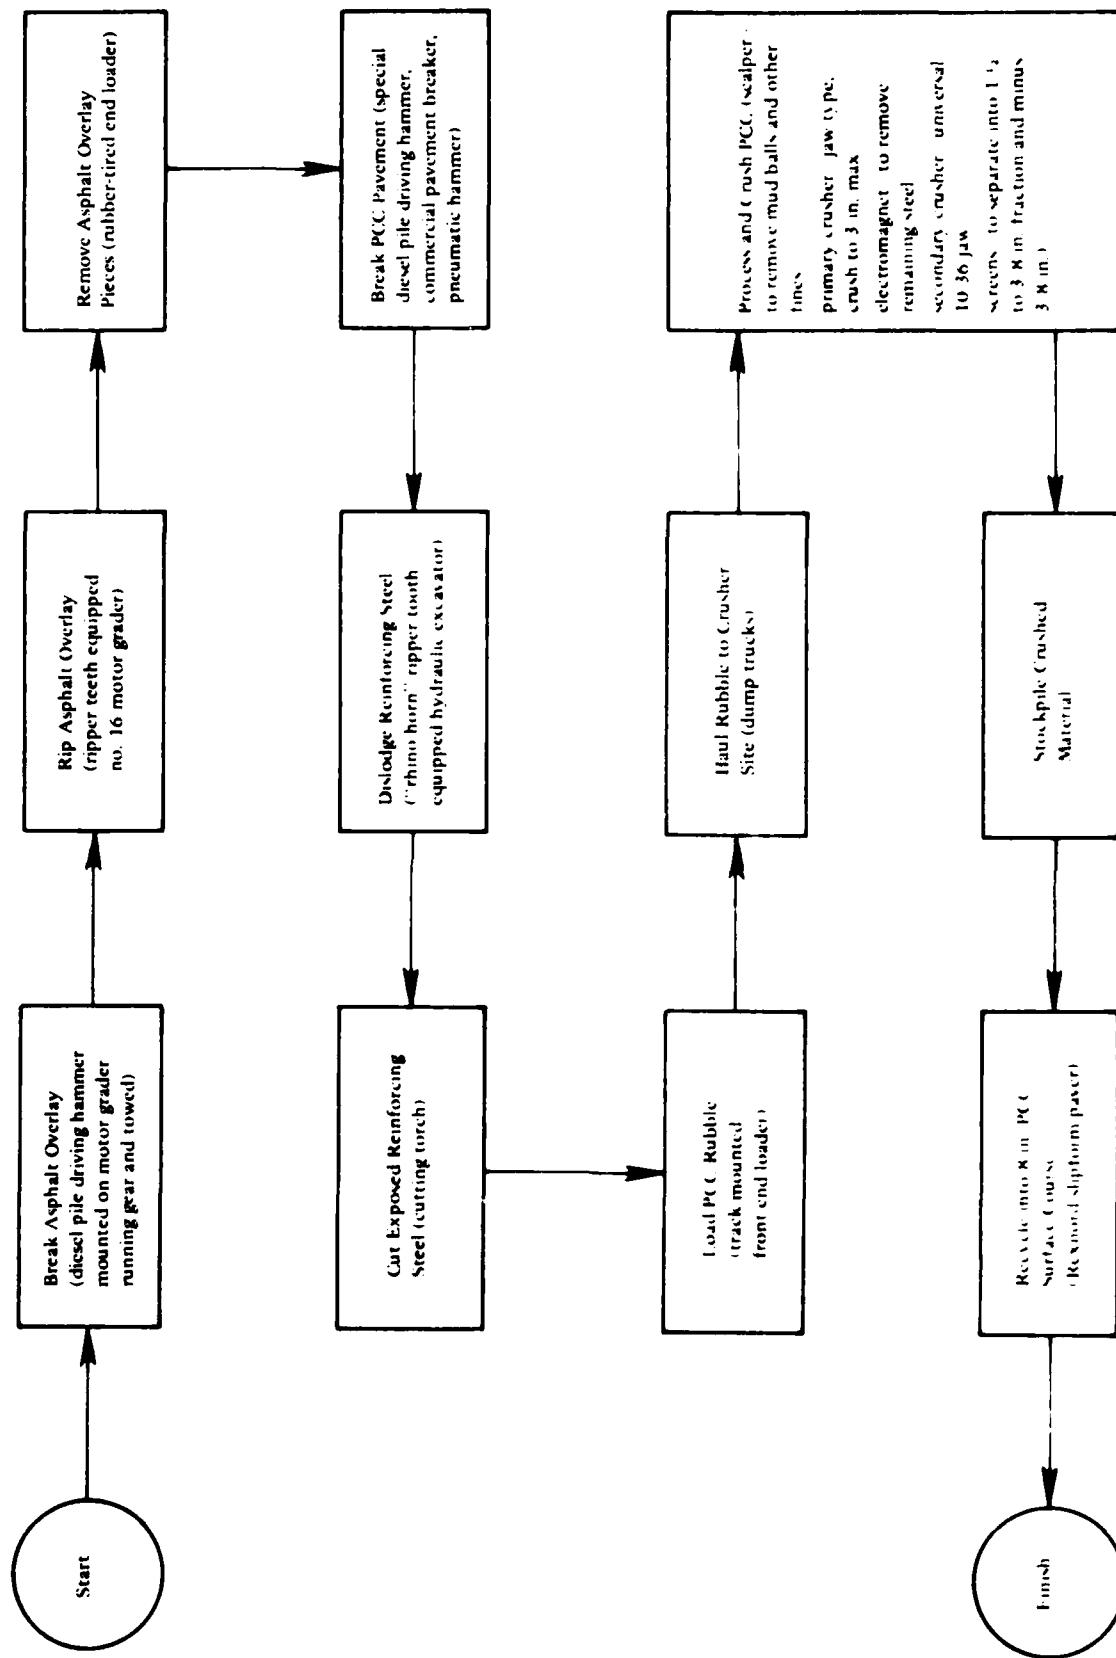 Start
Break Asphalt Overlay
(diesel pile driving hammer
mounted on motor grader
running gear and towed)
Rip Asphalt Overlay
(ripper teeth equipped
no. 16 motor grader)
Remove Asphalt Overlay
Pieces (rubber-tired end loader)
Break PCC Pavement (special
diesel pile driving hammer,
commercial pavement breaker,
pneumatic hammer)
Dislodge Reinforcing Steel
("rhino horn" ripper tooth
equipped hydraulic excavator)
Cut Exposed Reinforcing
Steel (cutting torch)
Load PCC Rubble
(track mounted
front end loader)
Haul Rubble to Crusher
Site (dump trucks)
Process and Crush PCC (scalper
to remove mud balls and other
fines
primary crusher jaw type,
crush to 3 in. max
electromagnet to remove
remaining steel
secondary crusher universal
10 36 jaw
screens to separate into 1 1/2
to 3 8 in. fraction and minus
3 8 in.)
Stockpile Crushed
Material
Recycle into 8 in. PCC
Surface Course
(Rexnord slipform paver)
Finish